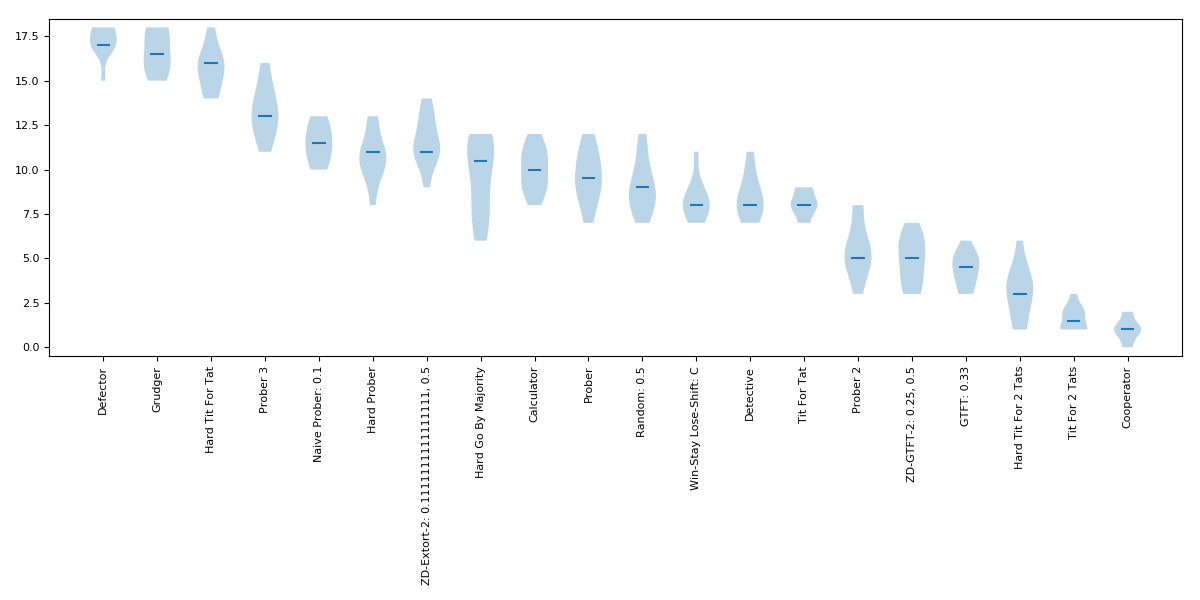 17.5
15.0
12.5
10.0
7.5
5.0
2.5
0.0
Defector
Grudger
Hard Tit For Tat
Prober 3
Naive Prober: 0.1
Hard Prober
ZD-Extort-2: 0.1111111111111111, 0.5
Hard Go By Majority
Calculator
Prober
Random: 0.5
Win-Stay Lose-Shift: C
Detective
Tit For Tat
Prober 2
ZD-GTFT-2: 0.25, 0.5
GTFT: 0.33
Hard Tit For 2 Tats
Tit For 2 Tats
Cooperator